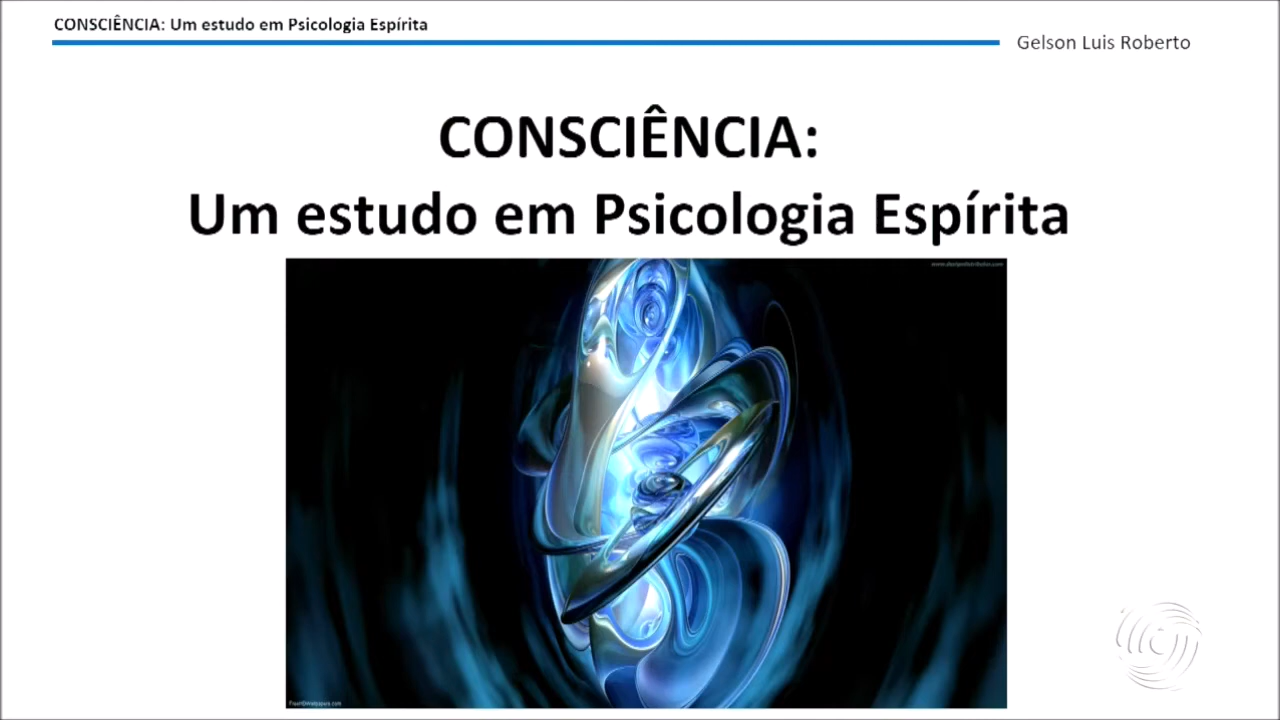 CONSCIÊNCIA: Um estudo em Psicologia Espírita
Gelson Luis Roberto
CONSCIÊNCIA:
Um estudo em Psicologia Espírita